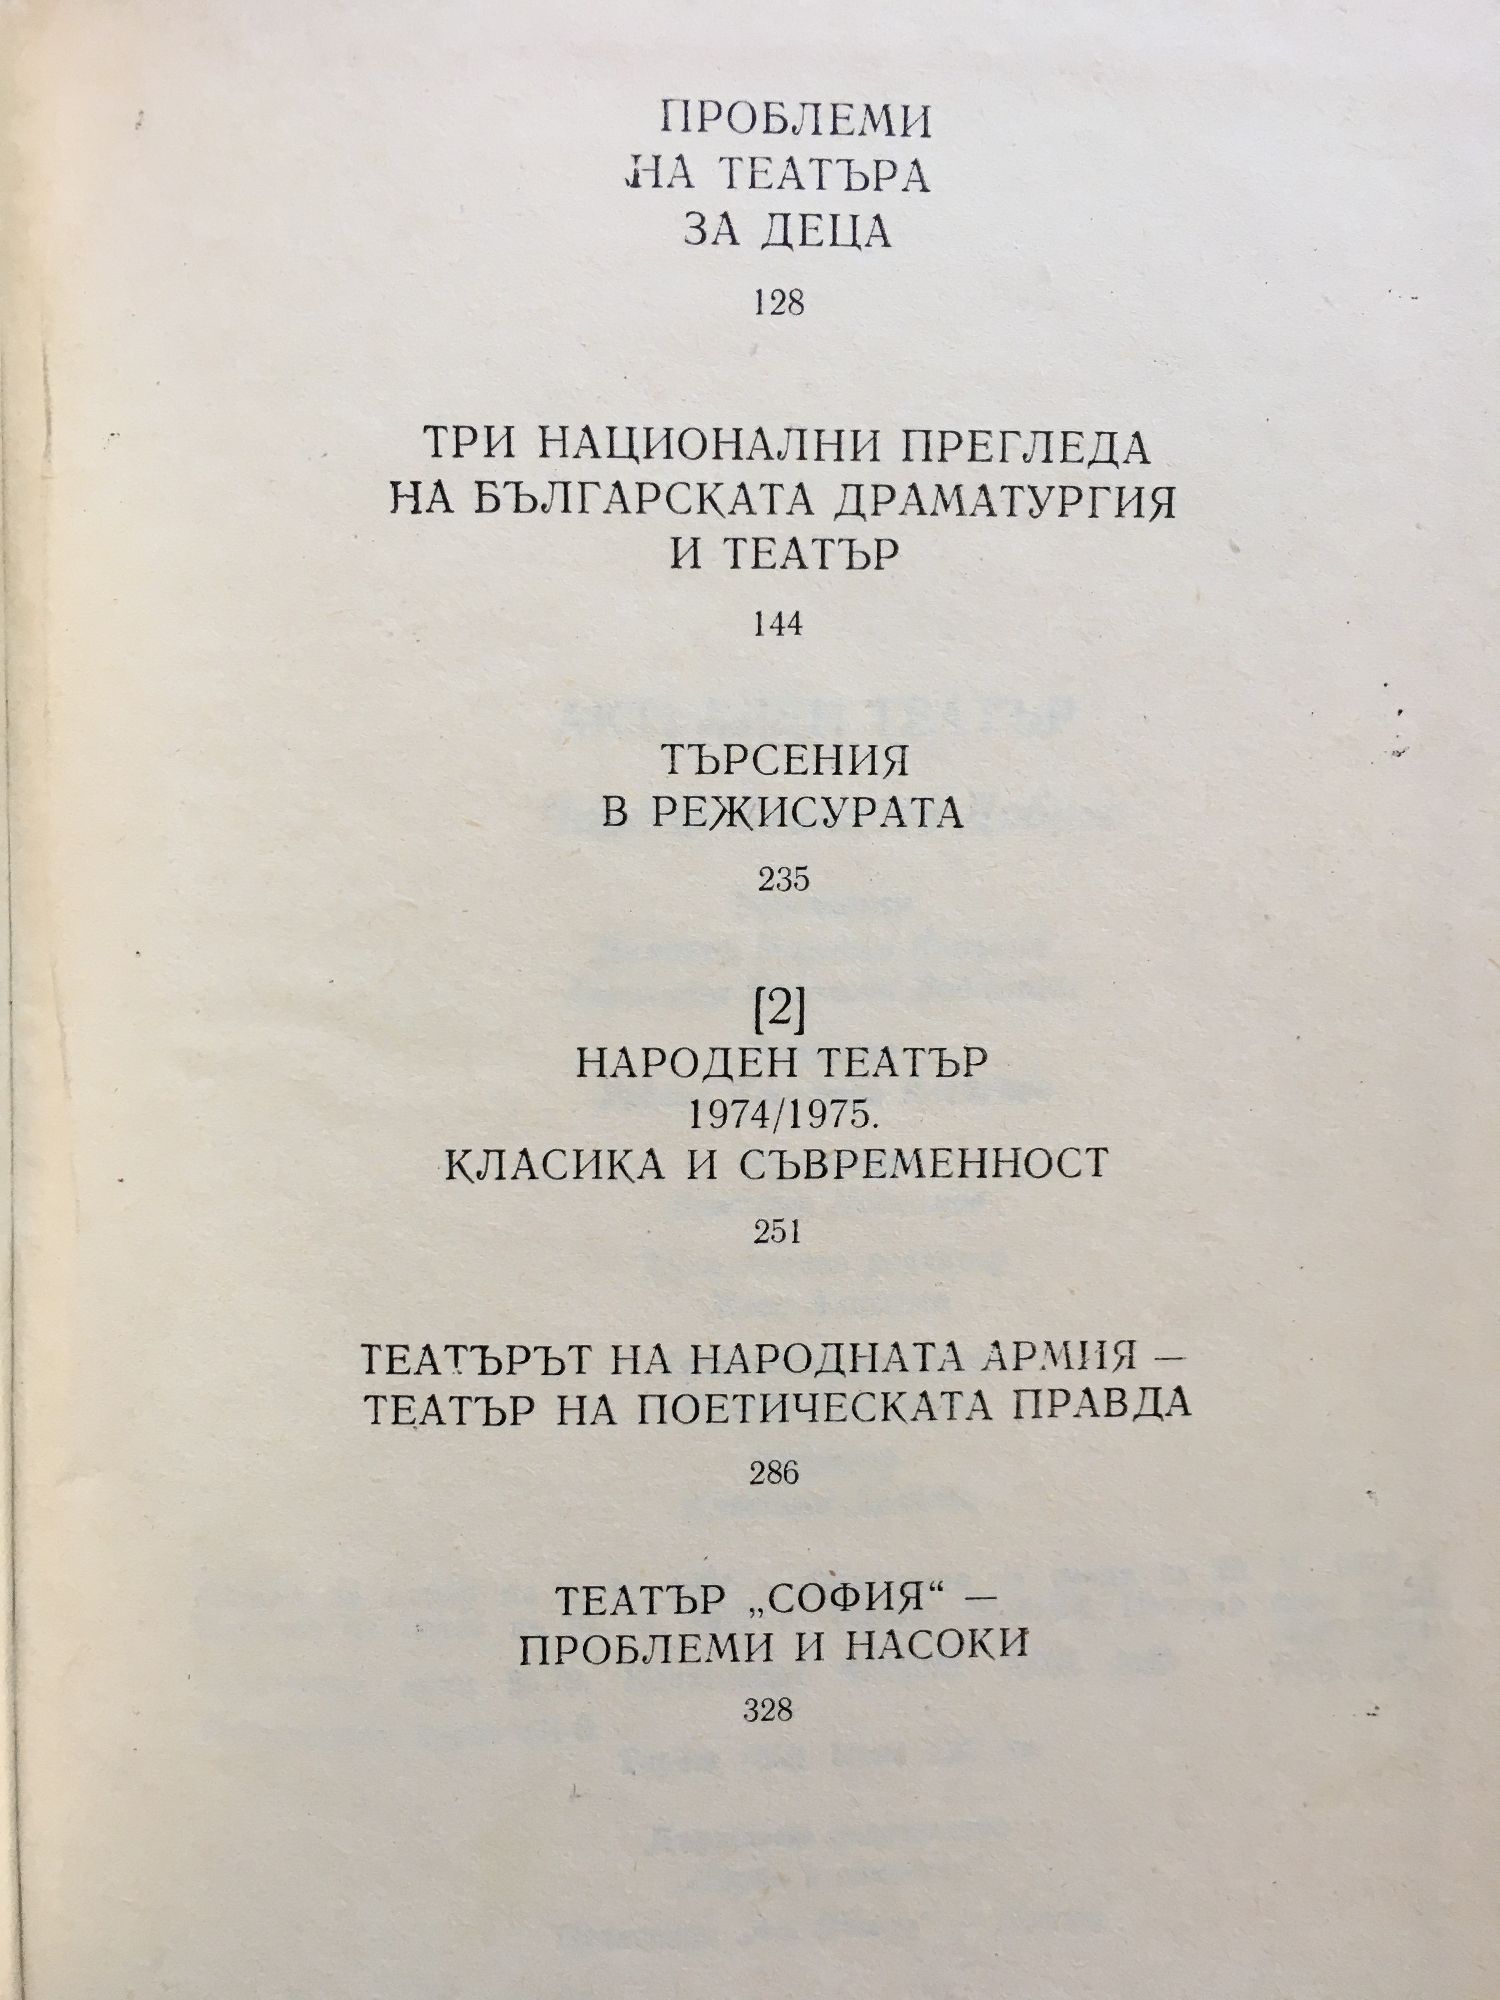 ПРОБЛЕМИ
НА ТЕАТЪРА
ЗА ДЕЦА
128
ТРИ НАЦИОНАЛНИ ПРЕГЛЕДА
НА БЪЛГАРСКАТА ДРАМАТУРГИЯ
И ТЕАТЪР
144
ТЪРСЕНИЯ
В РЕЖИСУРАТА
235
[2]
НАРОДЕН ТЕАТЪР
1974/1975.
КЛАСИКА И СЪВРЕМЕННОСТ
251
ТЕАТЪРЪТ НА НАРОДНАТА АРМИЯ —
ТЕАТЪР НА ПОЕТИЧЕСКАТА ПРАВДА
286
ТЕАТЪР „СОФИЯ“ —
ПРОБЛЕМИ И НАСОКИ
328